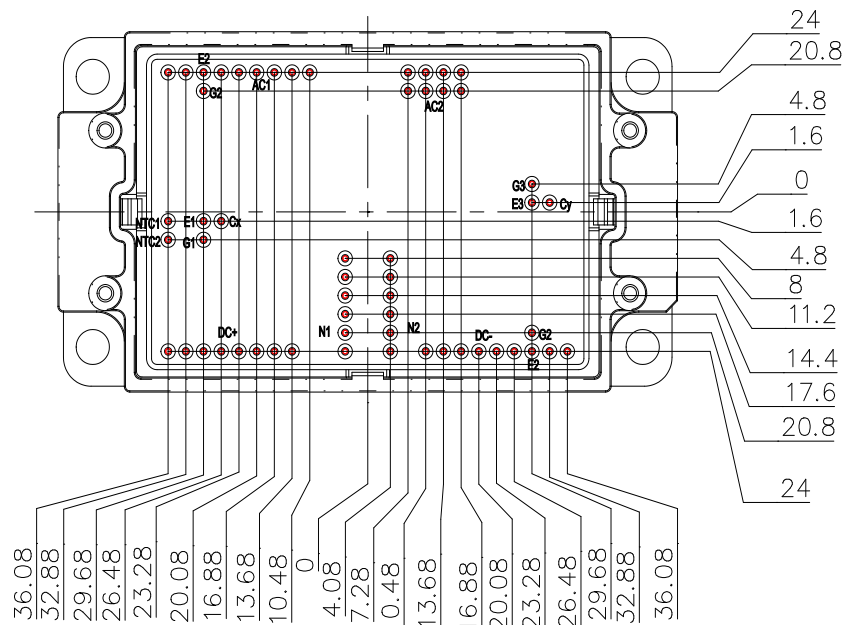 24
E2
20.8
G2
AC1
AC2
4.8
G3
1.6
E3
Cy
0
NTC1
E1
Cx
1.6
NTC2
G1
4.8
8
11.2
DC+
N1
N2
DC-
G2
E2
14.4
17.6
20.8
24
36.08
32.88
29.68
26.48
23.28
20.08
16.88
13.68
10.48
0
4.08
7.28
0.48
13.68
16.88
20.08
23.28
26.48
29.68
32.88
36.08